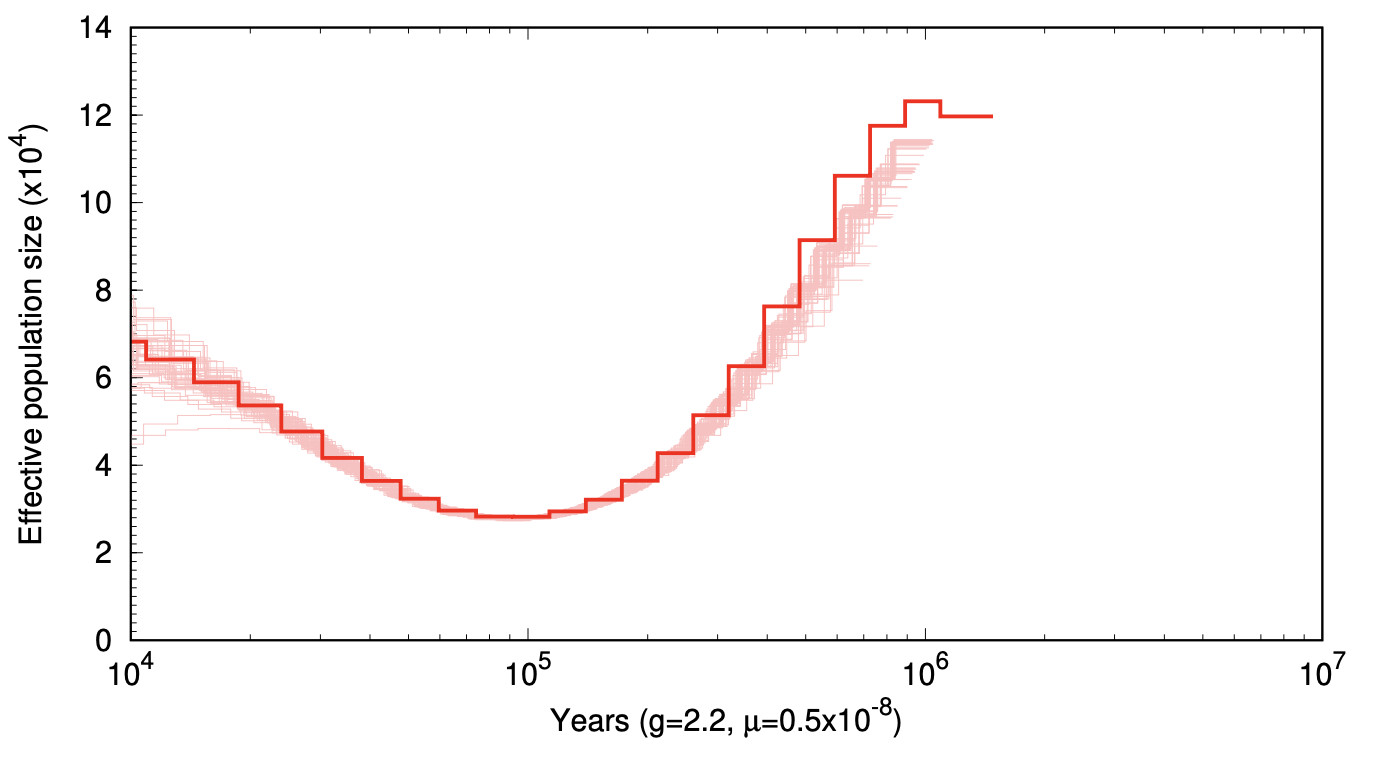 14
12
10
8
6
4
2
0
Effective population size (x10⁴)
10⁴ 10⁵ 10⁶ 10⁷
Years (g=2.2, μ=0.5x10⁻⁸)